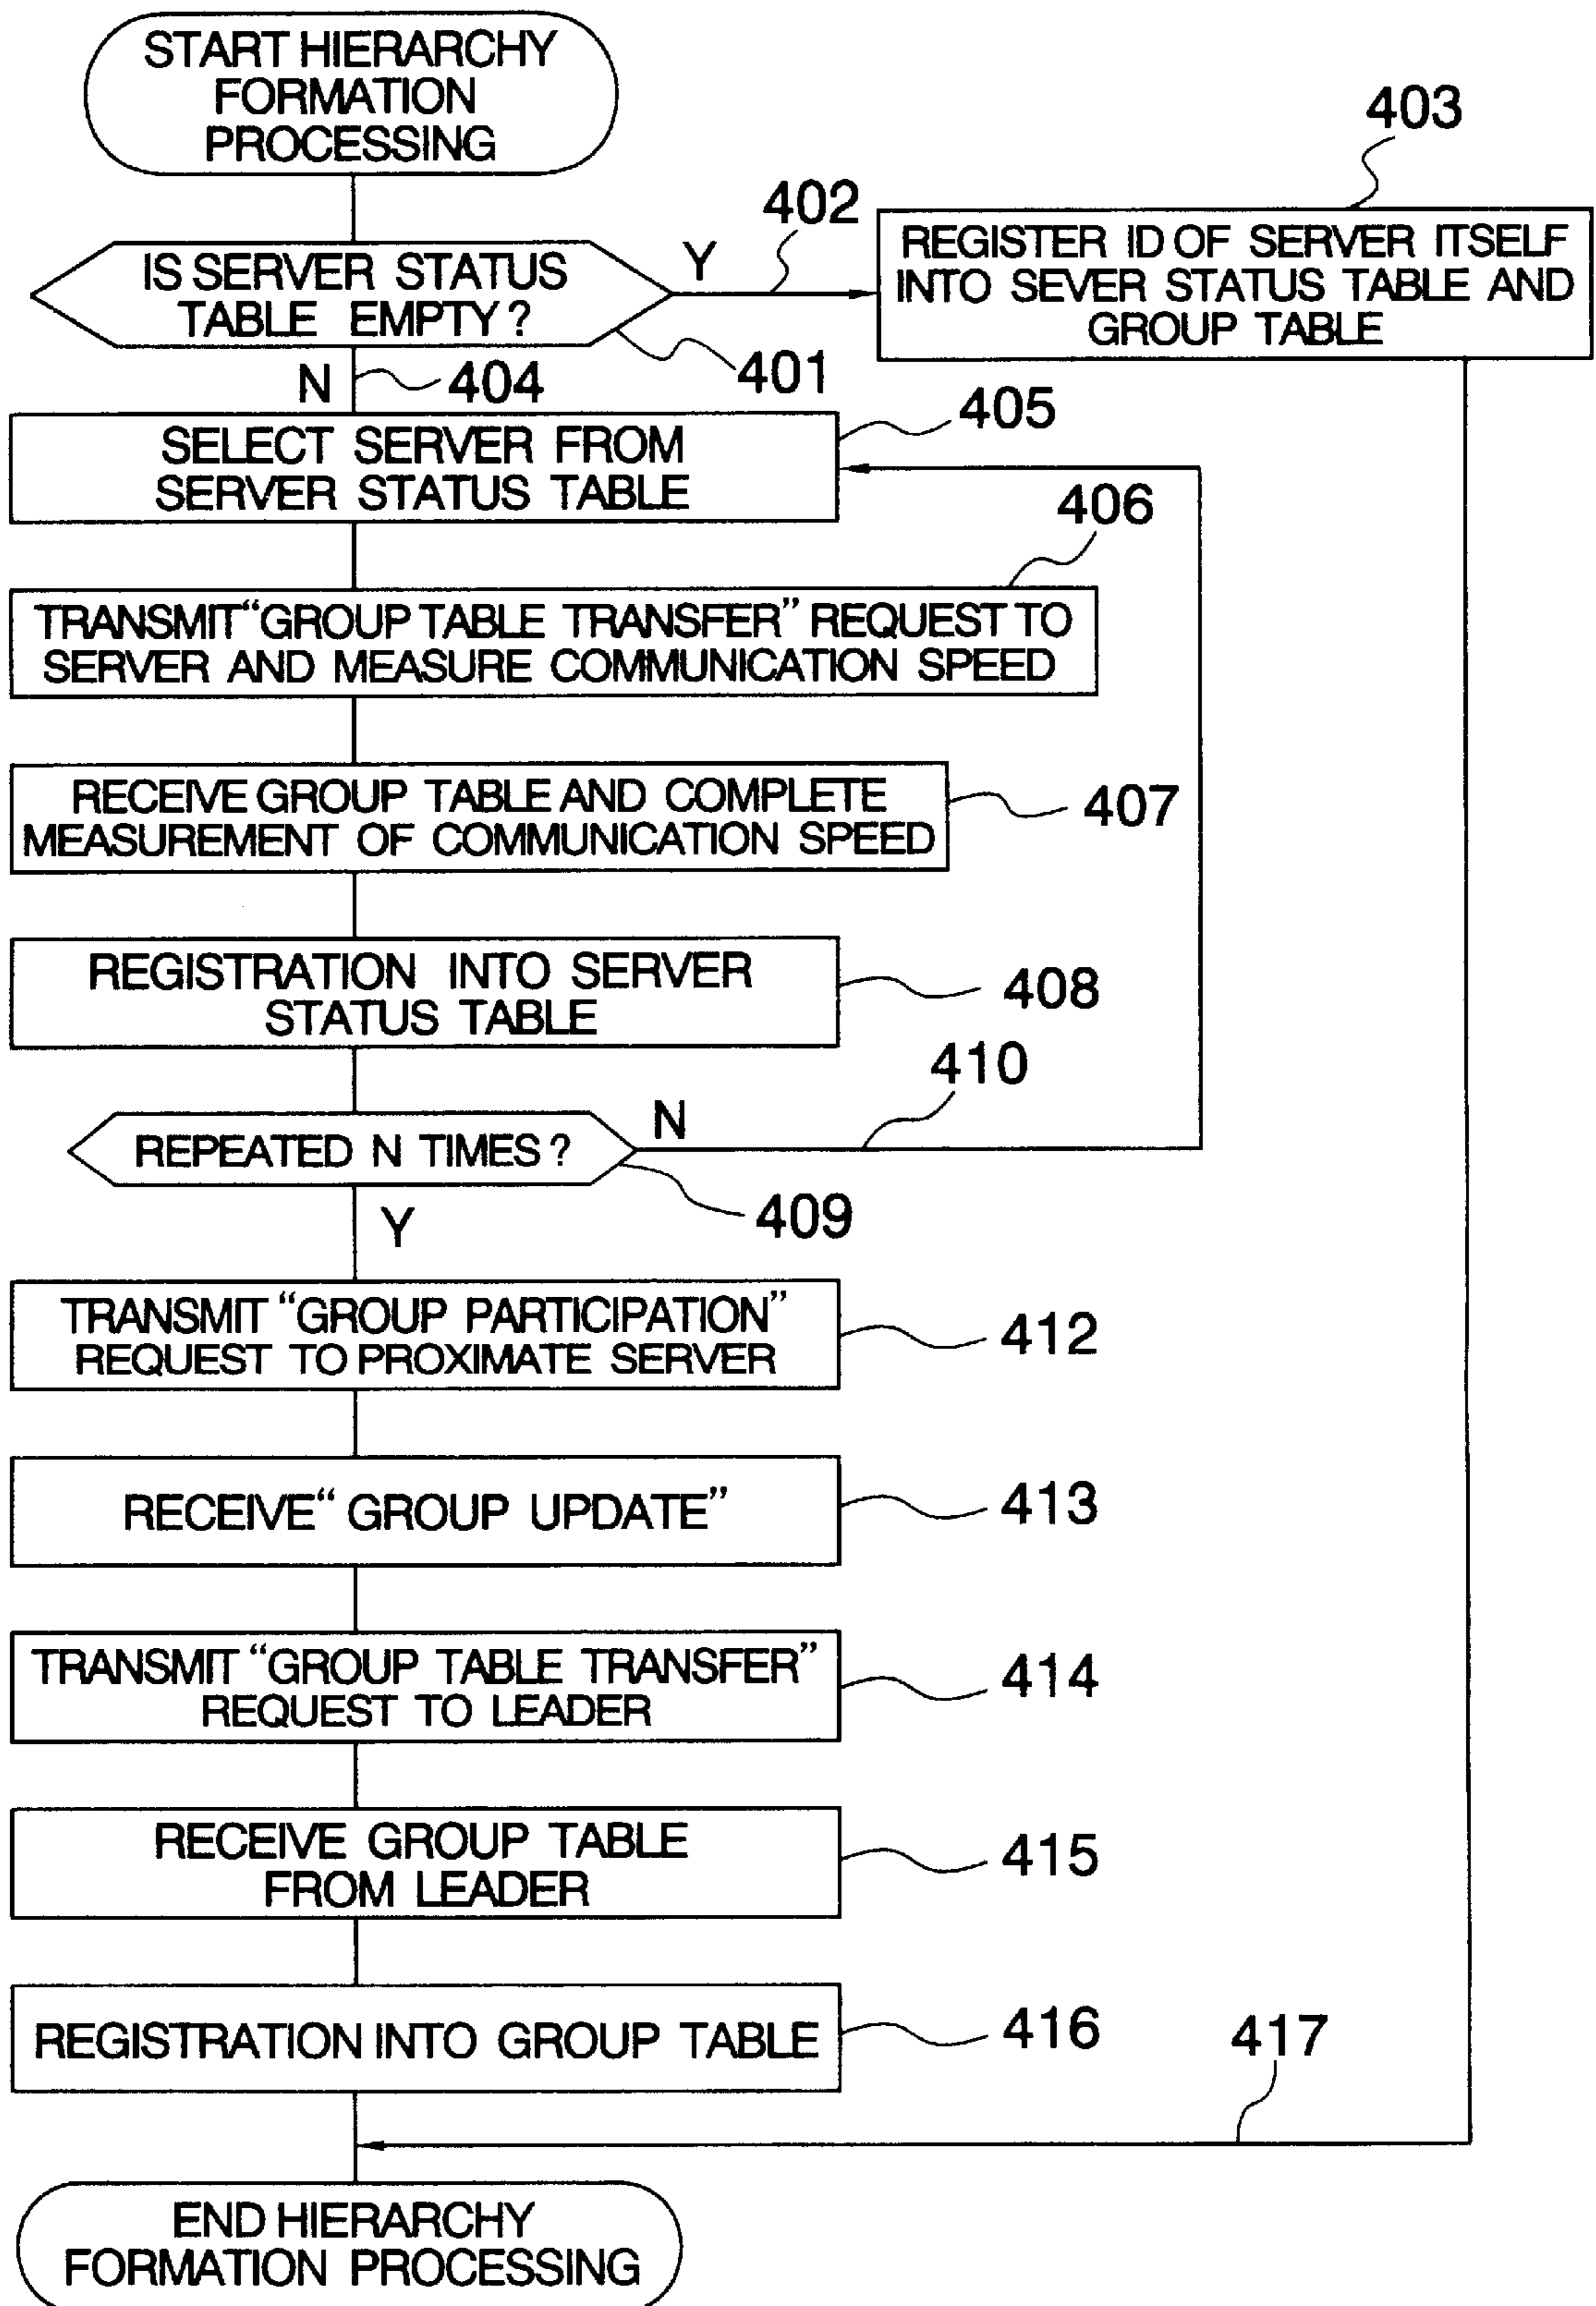 START HIERARCHY
FORMATION
PROCESSING
403
402
IS SERVER STATUS
TABLE EMPTY?
Y
REGISTER ID OF SERVER ITSELF
INTO SEVER STATUS TABLE AND
GROUP TABLE
401
N
404
405
SELECT SERVER FROM
SERVER STATUS TABLE
406
TRANSMIT "GROUP TABLE TRANSFER" REQUEST TO
SERVER AND MEASURE COMMUNICATION SPEED
RECEIVE GROUP TABLE AND COMPLETE
MEASUREMENT OF COMMUNICATION SPEED
407
REGISTRATION INTO SERVER
STATUS TABLE
408
410
REPEATED N TIMES?
N
409
Y
TRANSMIT "GROUP PARTICIPATION"
REQUEST TO PROXIMATE SERVER
412
RECEIVE "GROUP UPDATE"
413
TRANSMIT "GROUP TABLE TRANSFER"
REQUEST TO LEADER
414
RECEIVE GROUP TABLE
FROM LEADER
415
REGISTRATION INTO GROUP TABLE
416
417
END HIERARCHY
FORMATION PROCESSING